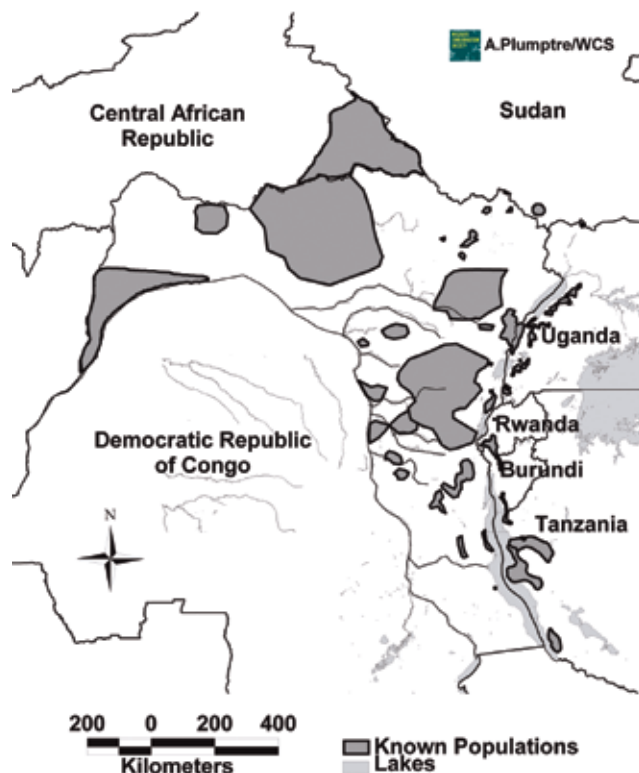 A.Plumptre/WCS
Central African
Republic
Sudan
Uganda
Rwanda
Democratic Republic
of Congo
Burundi
Tanzania
N
200 0 200 400
Kilometers
Known Populations
Lakes